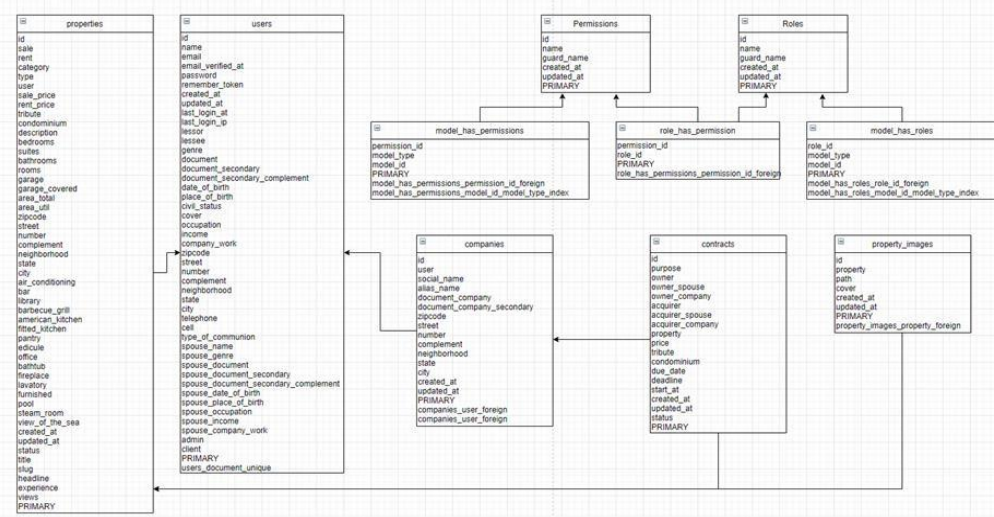 properties
id
sale
rent
category
type
user
sale_price
rent_price
tribute
condominium
description
bedrooms
suites
bathrooms
rooms
garage
garage_covered
area_total
area_util
zipcode
street
number
complement
neighborhood
state
city
air_conditioning
bar
library
barbecue_grill
american_kitchen
fitted_kitchen
pantry
edicule
office
bathtub
fireplace
lavatory
furnished
pool
steam_room
view_of_the_sea
created_at
updated_at
status
title
slug
headline
experience
views
PRIMARY
users
id
name
email
email_verified_at
password
remember_token
created_at
updated_at
last_login_at
last_login_ip
lessor
lessee
genre
document
document_secondary
document_secondary_complement
date_of_birth
place_of_birth
civil_status
cover
occupation
income
company_work
zipcode
street
number
complement
neighborhood
state
city
telephone
cell
type_of_communion
spouse_name
spouse_genre
spouse_document
spouse_document_secondary
spouse_document_secondary_complement
spouse_date_of_birth
spouse_place_of_birth
spouse_occupation
spouse_income
spouse_company_work
admin
client
PRIMARY
users_document_unique
Permissions
id
name
guard_name
created_at
updated_at
PRIMARY
Roles
id
name
guard_name
created_at
updated_at
PRIMARY
model_has_permissions
permission_id
model_type
model_id
PRIMARY
model_has_permissions_permission_id_foreign
model_has_permissions_model_id_model_type_index
role_has_permission
permission_id
role_id
PRIMARY
role_has_permissions_permission_id_foreign
model_has_roles
role_id
model_type
model_id
PRIMARY
model_has_roles_role_id_foreign
model_has_roles_model_id_model_type_index
companies
id
user
social_name
alias_name
document_company
document_company_secondary
zipcode
street
number
complement
neighborhood
state
city
created_at
updated_at
PRIMARY
companies_user_foreign
companies_user_foreign
contracts
id
purpose
owner
owner_spouse
owner_company
acquirer
acquirer_spouse
acquirer_company
property
price
tribute
condominium
due_date
deadline
start_at
created_at
updated_at
status
PRIMARY
property_images
id
property
path
cover
created_at
updated_at
PRIMARY
property_images_property_foreign